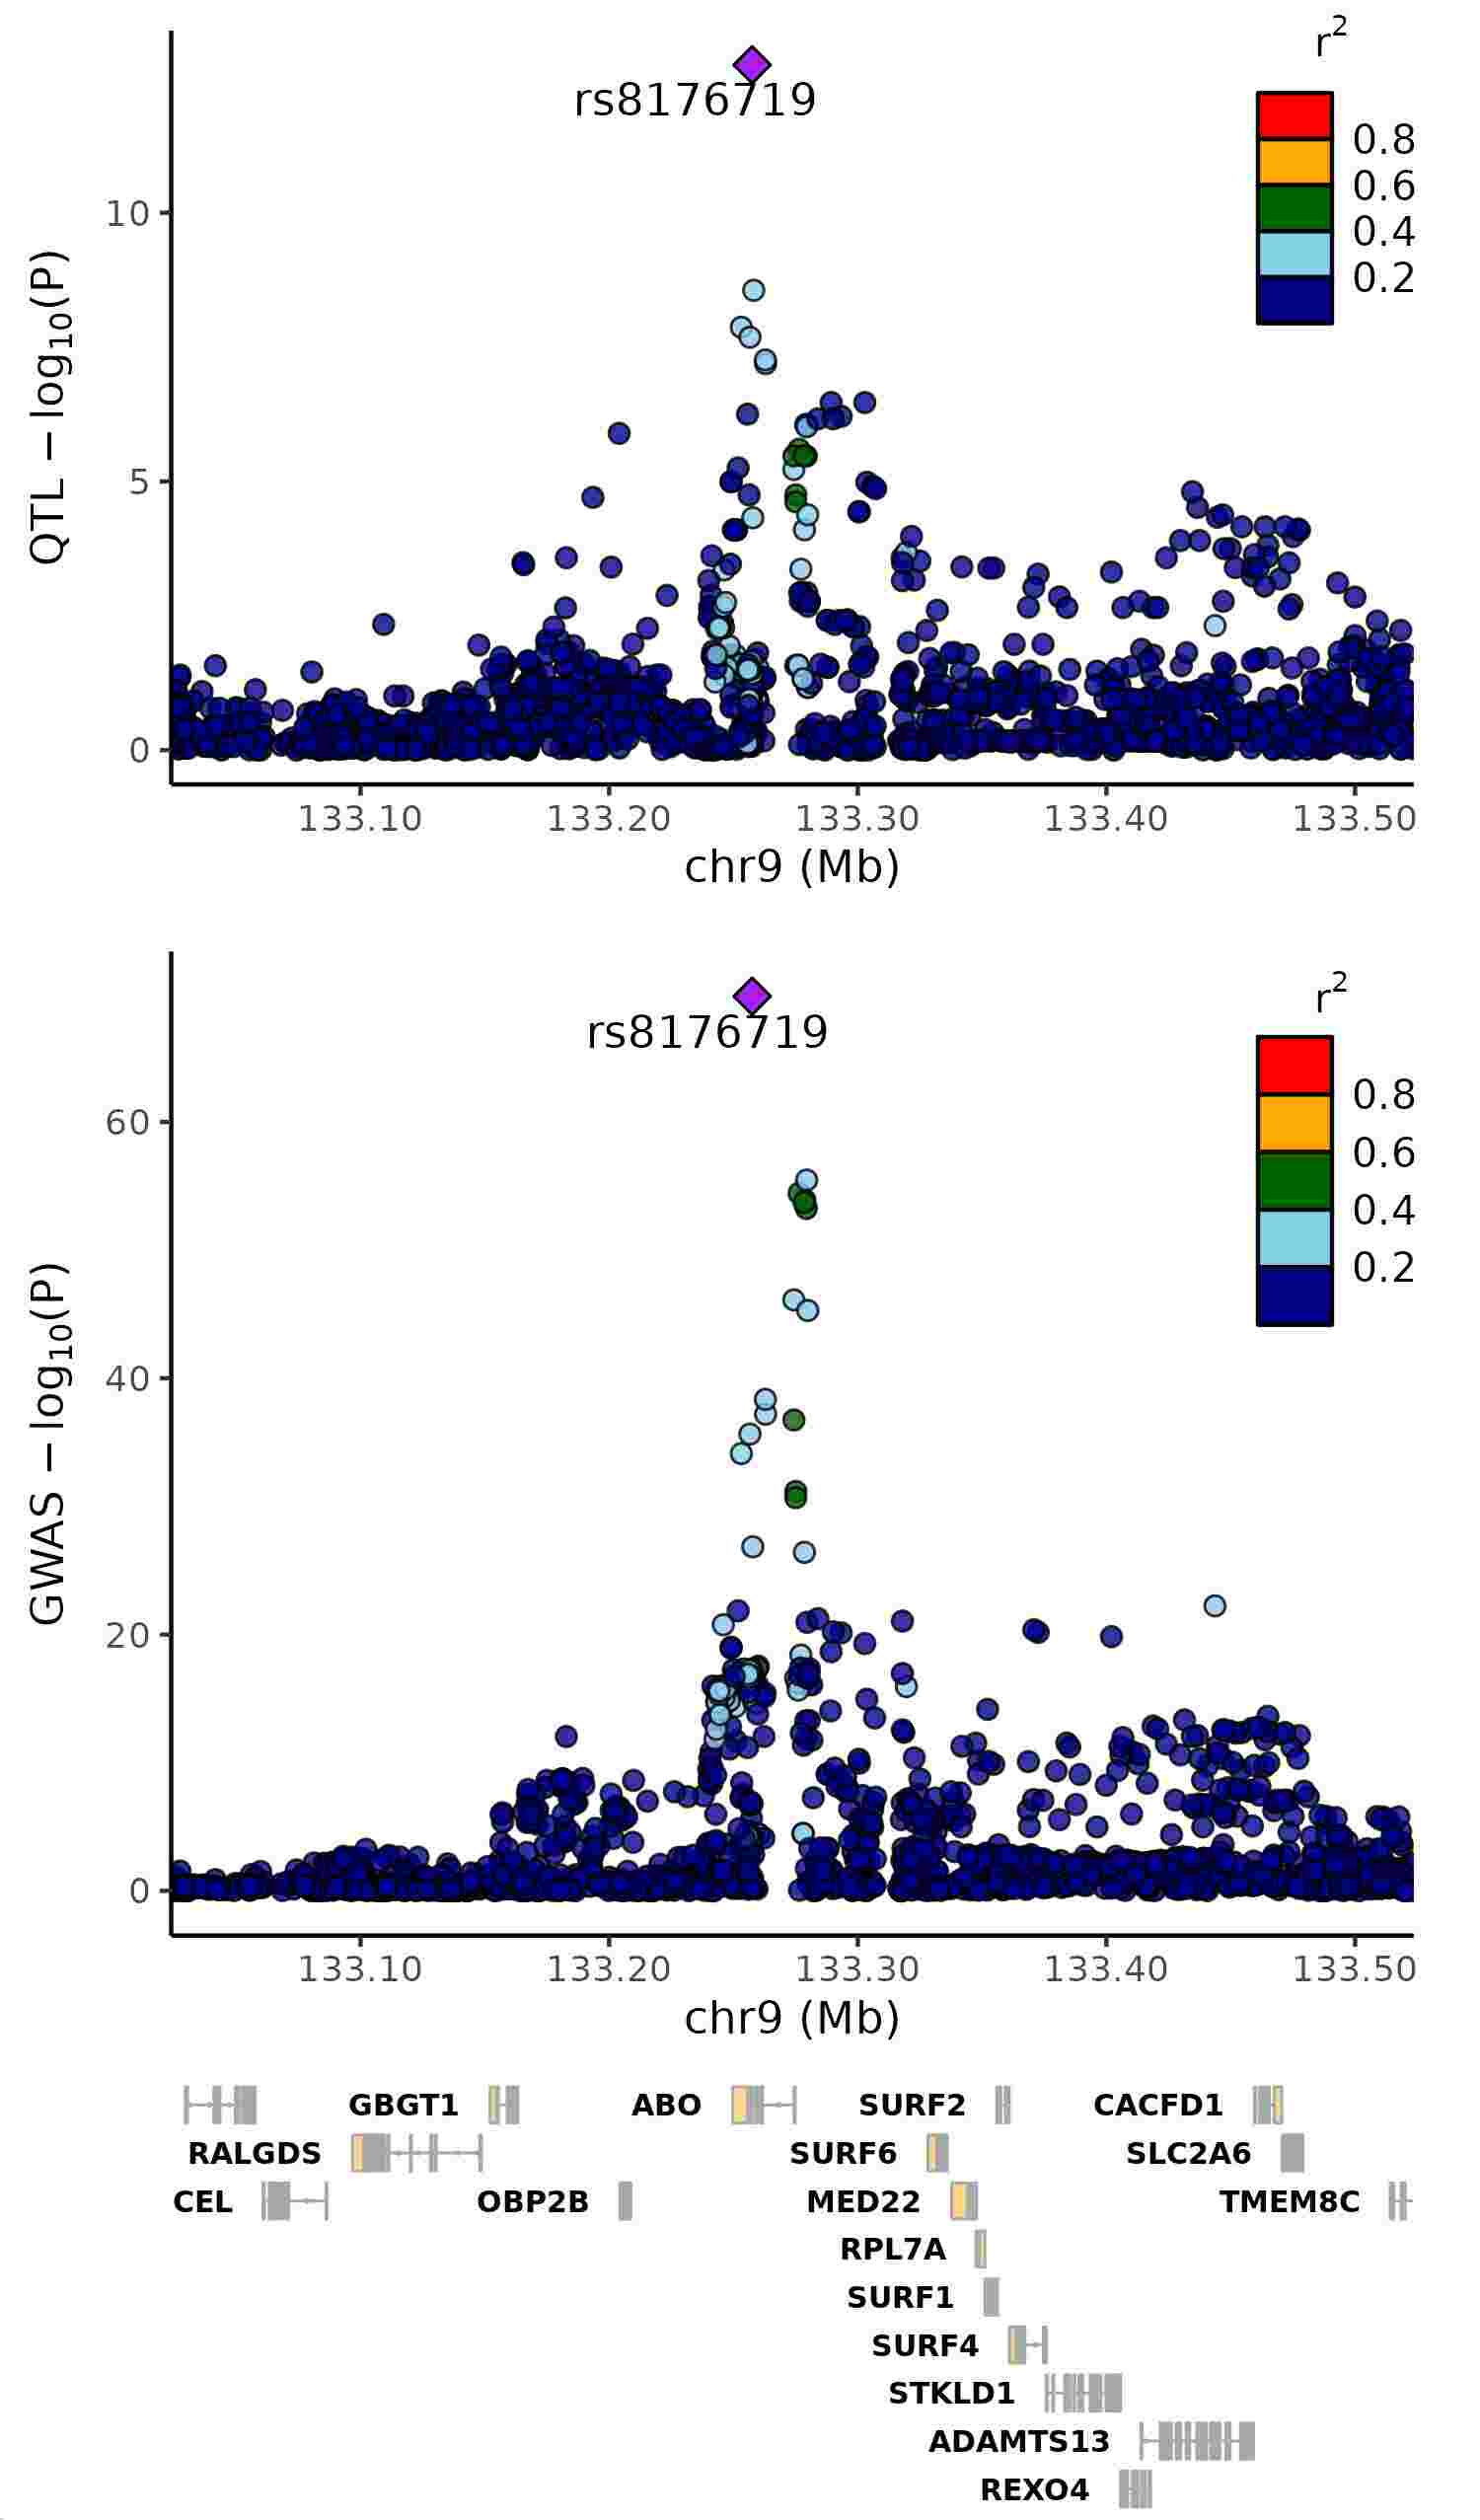 r²
rs8176719
0.8
0.6
0.4
0.2
10
5
0
QTL −log₁₀(P)
133.10 133.20 133.30 133.40 133.50
chr9 (Mb)
r²
rs8176719
0.8
0.6
0.4
0.2
60
40
20
0
GWAS −log₁₀(P)
133.10 133.20 133.30 133.40 133.50
chr9 (Mb)
GBGT1 ABO SURF2 CACFD1
RALGDS SURF6 SLC2A6
CEL OBP2B MED22 TMEM8C
RPL7A
SURF1
SURF4
STKLD1
ADAMTS13
REXO4